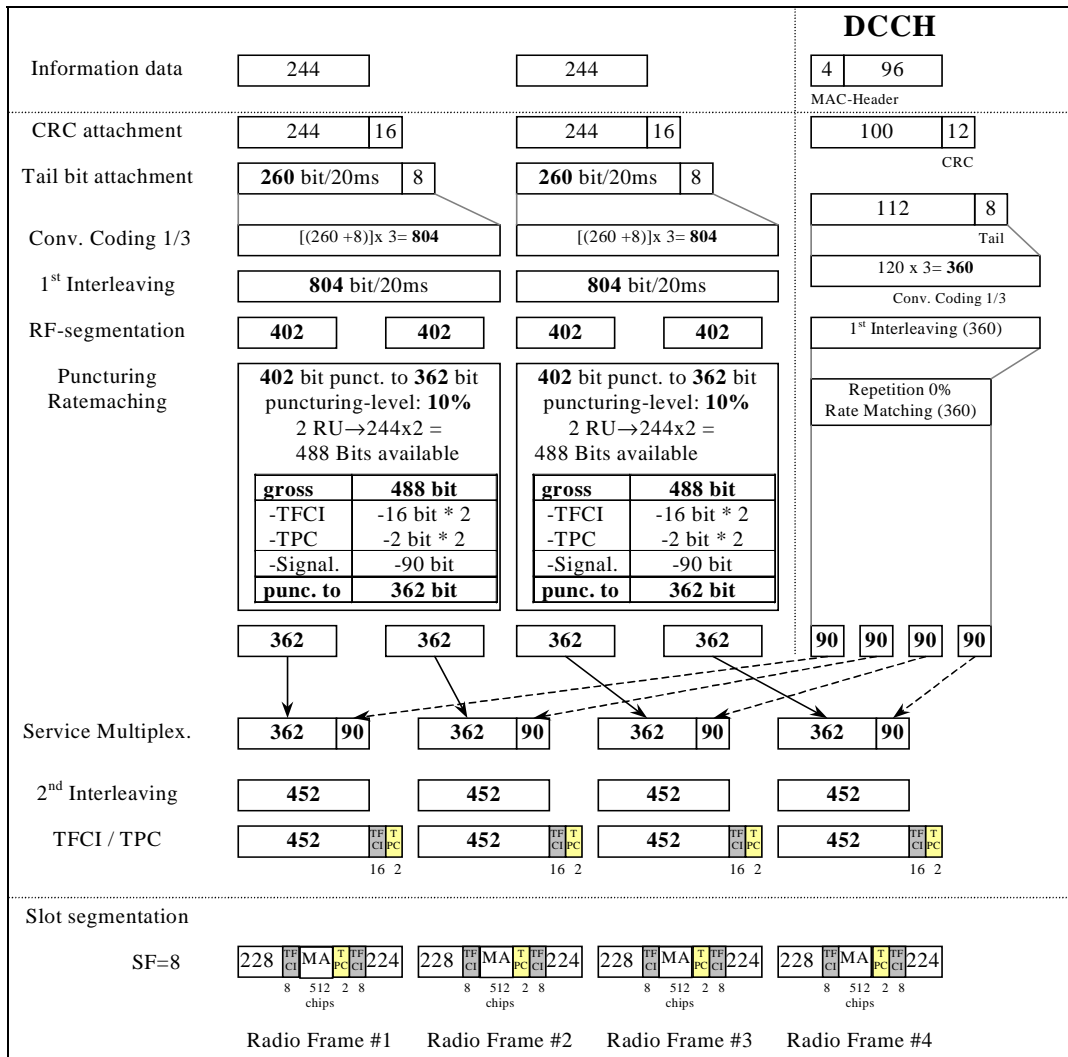 DCCH
Information data 244 244 4 96
MAC-Header
CRC attachment 244 16 244 16 100 12
CRC
Tail bit attachment 260 bit/20ms 8 260 bit/20ms 8
112 8
Tail
Conv. Coding 1/3 [(260 +8)]x 3= 804 [(260 +8)]x 3= 804
120 x 3= 360
Conv. Coding 1/3
1st Interleaving 804 bit/20ms 804 bit/20ms
RF-segmentation 402 402 402 402 1st Interleaving (360)
Puncturing
Ratemaching
402 bit punct. to 362 bit
puncturing-level: 10%
2 RU→244x2 =
488 Bits available
gross 488 bit
-TFCI -16 bit * 2
-TPC -2 bit * 2
-Signal. -90 bit
punc. to 362 bit
402 bit punct. to 362 bit
puncturing-level: 10%
2 RU→244x2 =
488 Bits available
gross 488 bit
-TFCI -16 bit * 2
-TPC -2 bit * 2
-Signal. -90 bit
punc. to 362 bit
Repetition 0%
Rate Matching (360)
362 362 362 362 90 90 90 90
Service Multiplex. 362 90 362 90 362 90 362 90
2nd Interleaving 452 452 452 452
TFCI / TPC 452 TF CI T PC 452 TF CI T PC 452 TF CI T PC 452 TF CI T PC
16 2 16 2 16 2 16 2
Slot segmentation
SF=8 228 TF CI MA T PC TF CI 224 228 TF CI MA T PC TF CI 224 228 TF CI MA T PC TF CI 224 228 TF CI MA T PC TF CI 224
8 512 2 8 8 512 2 8 8 512 2 8 8 512 2 8
chips chips chips chips
Radio Frame #1 Radio Frame #2 Radio Frame #3 Radio Frame #4